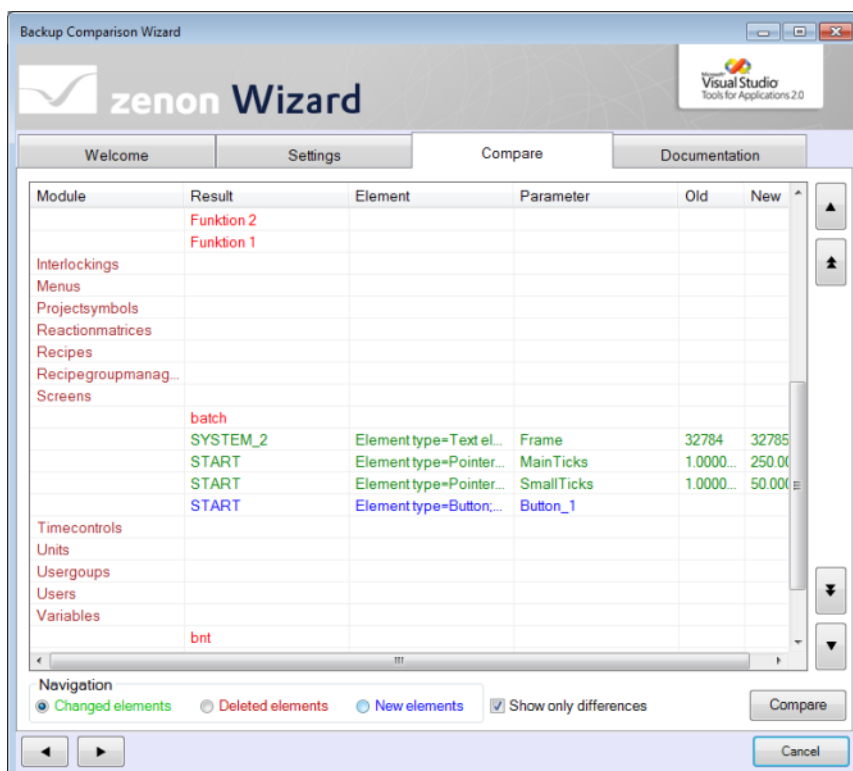 Backup Comparison Wizard
zenon Wizard
Microsoft
Visual Studio
Tools for Applications 2.0
Welcome Settings Compare Documentation
Module Result Element Parameter Old New
Funktion 2
Funktion 1
Interlockings
Menus
Projectsymbols
Reactionmatrices
Recipes
Recipegroupmanag...
Screens
batch
SYSTEM_2 Element type=Text el... Frame 32784 32785
START Element type=Pointer... MainTicks 1.0000... 250.00
START Element type=Pointer... SmallTicks 1.0000... 50.000
START Element type=Button;... Button_1
Timecontrols
Units
Usergoups
Users
Variables
bnt
Navigation
Changed elements Deleted elements New elements Show only differences Compare
Cancel